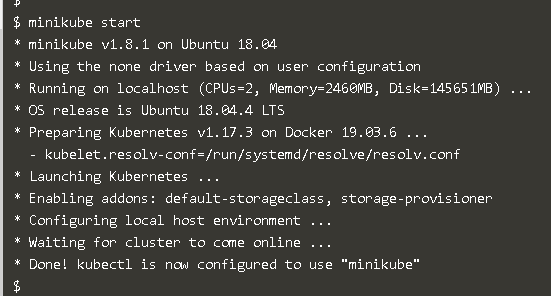 $
$ minikube start
* minikube v1.8.1 on Ubuntu 18.04
* Using the none driver based on user configuration
* Running on localhost (CPUs=2, Memory=2460MB, Disk=145651MB) ...
* OS release is Ubuntu 18.04.4 LTS
* Preparing Kubernetes v1.17.3 on Docker 19.03.6 ...
  - kubelet.resolv-conf=/run/systemd/resolve/resolv.conf
* Launching Kubernetes ...
* Enabling addons: default-storageclass, storage-provisioner
* Configuring local host environment ...
* Waiting for cluster to come online ...
* Done! kubectl is now configured to use "minikube"
$